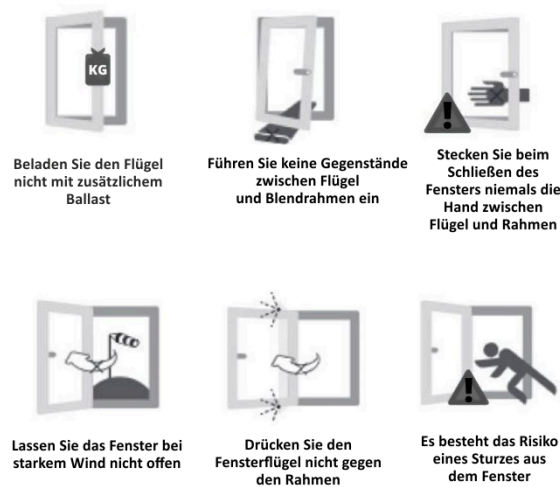 KG
Beladen Sie den Flügel
nicht mit zusätzlichem
Ballast
Führen Sie keine Gegenstände
zwischen Flügel
und Blendrahmen ein
Stecken Sie beim
Schließen des
Fensters niemals die
Hand zwischen
Flügel und Rahmen
Lassen Sie das Fenster bei
starkem Wind nicht offen
Drücken Sie den
Fensterflügel nicht gegen
den Rahmen
Es besteht das Risiko
eines Sturzes aus
dem Fenster